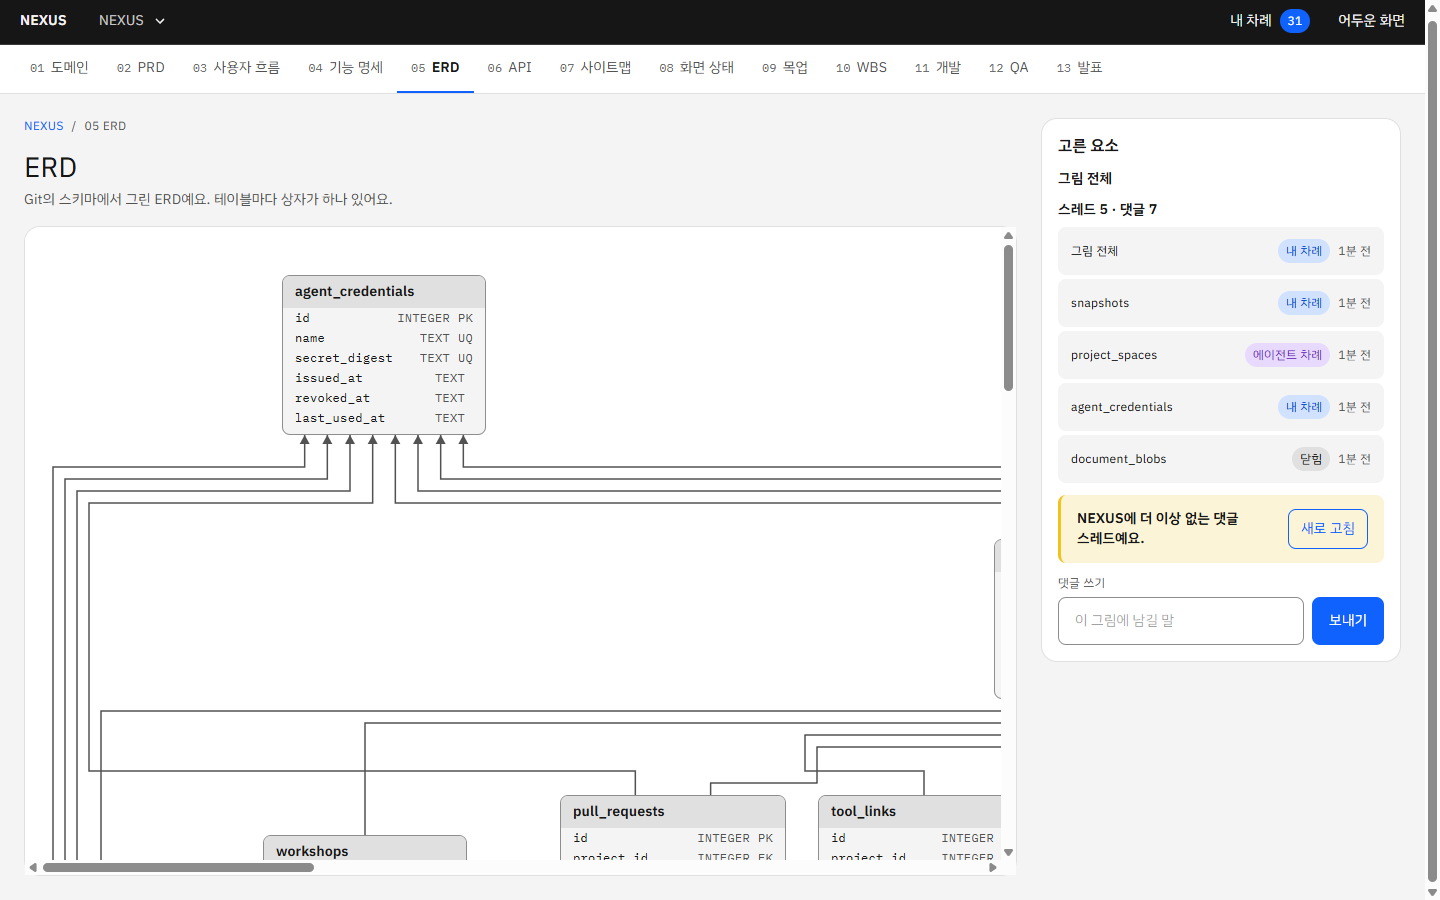 NEXUS
NEXUS
내 차례 31
어두운 화면
01 도메인
02 PRD
03 사용자 흐름
04 기능 명세
05 ERD
06 API
07 사이트맵
08 화면 상태
09 목업
10 WBS
11 개발
12 QA
13 발표
NEXUS / 05 ERD
ERD
Git의 스키마에서 그린 ERD예요. 테이블마다 상자가 하나 있어요.
agent_credentials
id INTEGER PK
name TEXT UQ
secret_digest TEXT UQ
issued_at TEXT
revoked_at TEXT
last_used_at TEXT
pull_requests
id INTEGER PK
project_id INTEGER FK
tool_links
id INTEGER
project_id INTEGER
workshops
고른 요소
그림 전체
스레드 5 · 댓글 7
그림 전체 내 차례 1분 전
snapshots 내 차례 1분 전
project_spaces 에이전트 차례 1분 전
agent_credentials 내 차례 1분 전
document_blobs 닫힘 1분 전
NEXUS에 더 이상 없는 댓글
스레드예요.
새로 고침
댓글 쓰기
이 그림에 남길 말
보내기